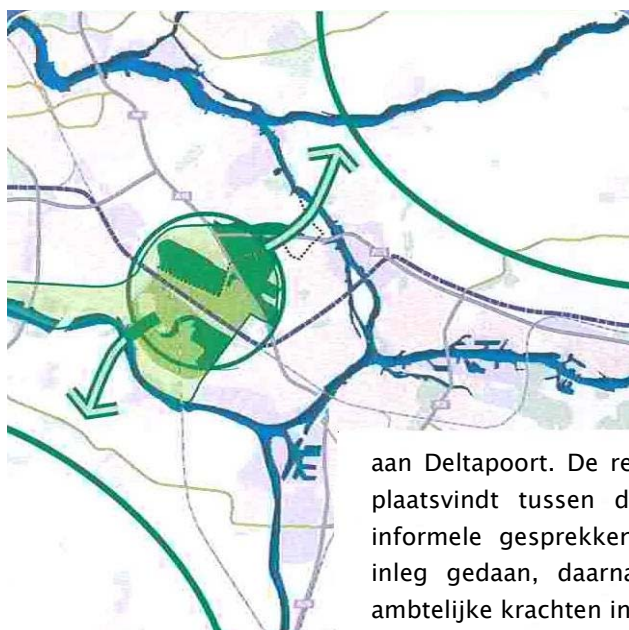 aan Deltapoort. De re
plaatsvindt tussen d
informele gesprekken
inleg gedaan, daarna
ambtelijke krachten in